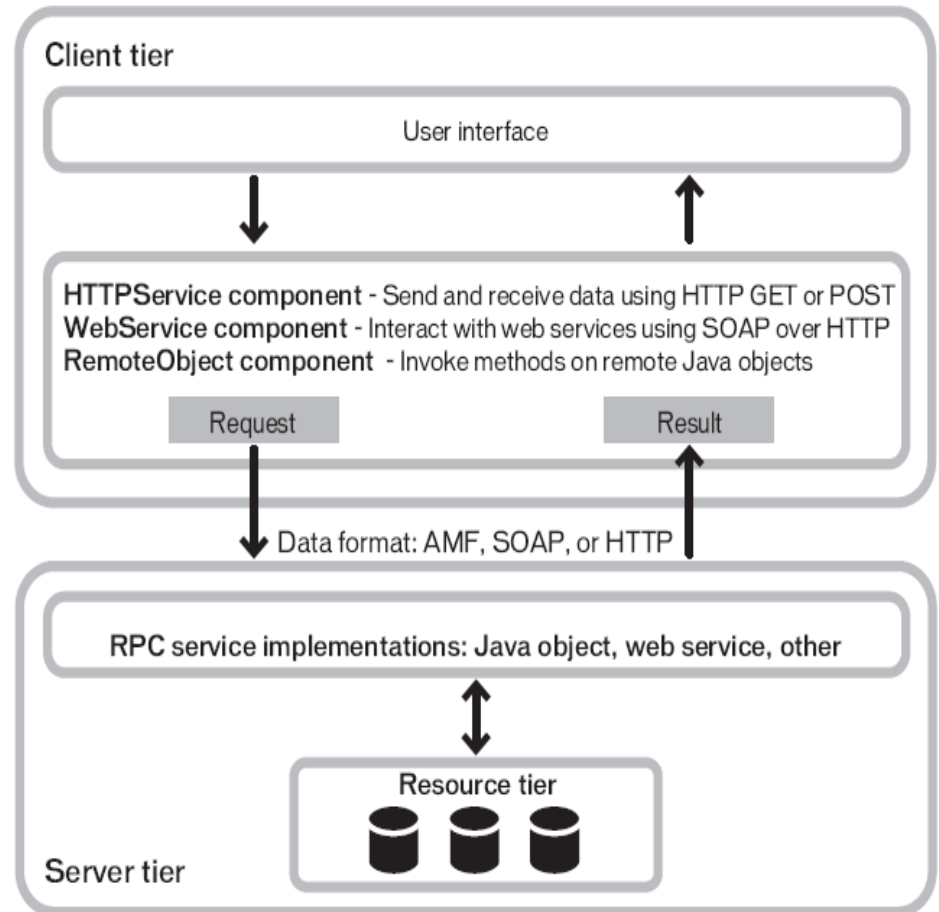 Client tier
User interface
HTTPService component - Send and receive data using HTTP GET or POST
WebService component - Interact with web services using SOAP over HTTP
RemoteObject component - Invoke methods on remote Java objects
Request
Result
Data format: AMF, SOAP, or HTTP
RPC service implementations: Java object, web service, other
Resource tier
Server tier